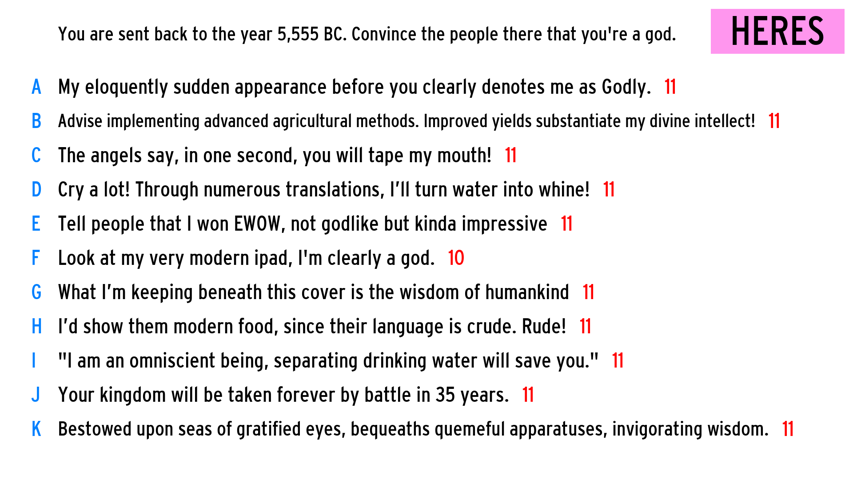 You are sent back to the year 5,555 BC. Convince the people there that you're a god.
HERES
A My eloquently sudden appearance before you clearly denotes me as Godly. 11
B Advise implementing advanced agricultural methods. Improved yields substantiate my divine intellect! 11
C The angels say, in one second, you will tape my mouth! 11
D Cry a lot! Through numerous translations, I’ll turn water into whine! 11
E Tell people that I won EWOW, not godlike but kinda impressive 11
F Look at my very modern ipad, I'm clearly a god. 10
G What I’m keeping beneath this cover is the wisdom of humankind 11
H I’d show them modern food, since their language is crude. Rude! 11
I "I am an omniscient being, separating drinking water will save you." 11
J Your kingdom will be taken forever by battle in 35 years. 11
K Bestowed upon seas of gratified eyes, bequeaths quemeful apparatuses, invigorating wisdom. 11